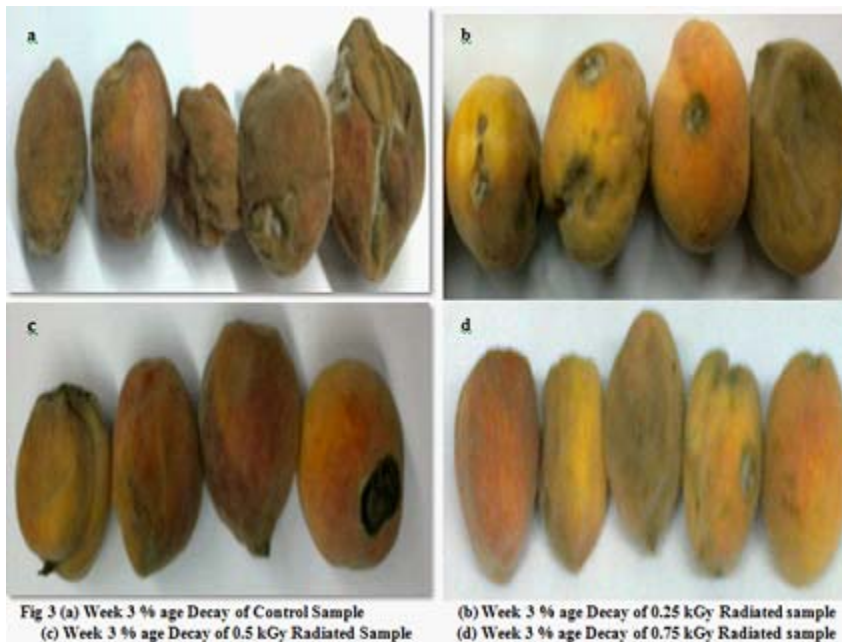 a
b
c
d
Fig 3 (a) Week 3 % age Decay of Control Sample
(b) Week 3 % age Decay of 0.25 kGy Radiated sample
(c) Week 3 % age Decay of 0.5 kGy Radiated Sample
(d) Week 3 % age Decay of 0.75 kGy Radiated sample